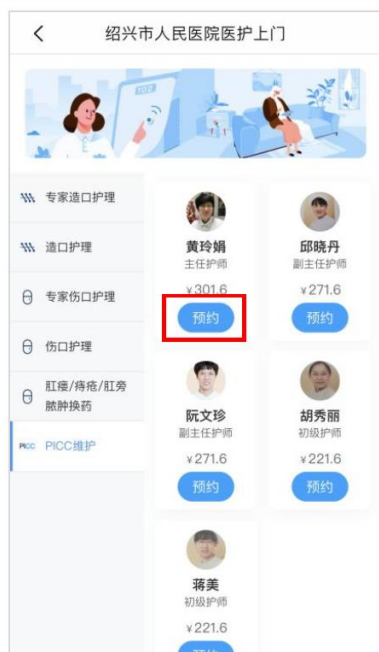 绍兴市人民医院医护上门
专家造口护理
造口护理
专家伤口护理
伤口护理
肛瘘/痔疮/肛旁
脓肿换药
PICC PICC维护
黄玲娟
主任护师
¥301.6
预约
邱晓丹
副主任护师
¥271.6
预约
阮文珍
副主任护师
¥271.6
预约
胡秀丽
初级护师
¥221.6
预约
蒋美
初级护师
¥221.6
预约